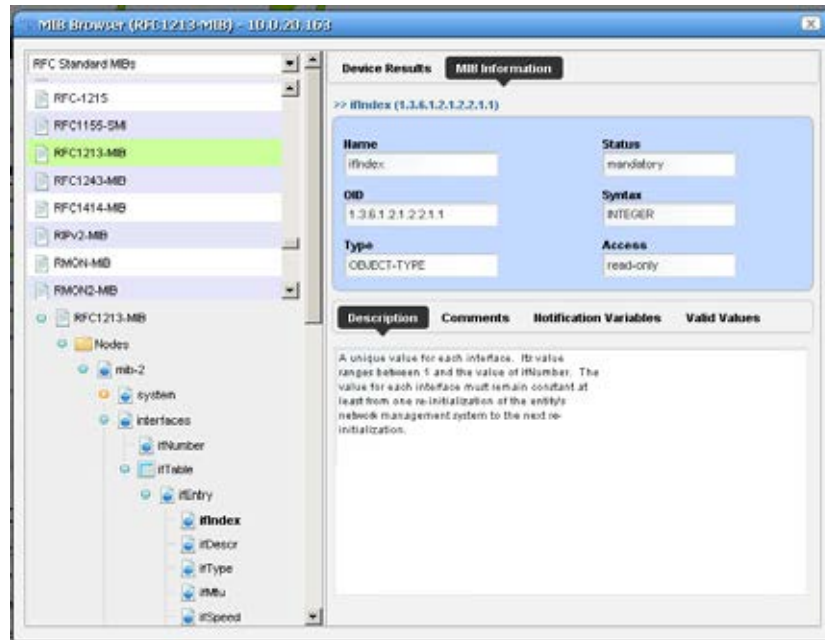 MIB Browser (RFC1213-MIB) - 10.0.20.163
RFC Standard MIBs
RFC-1215
RFC1155-SMI
RFC1213-MIB
RFC1243-MIB
RFC1414-MIB
RIPv2-MIB
RMON-MIB
RMON2-MIB
RFC1213-MIB
Nodes
mib-2
system
interfaces
ifNumber
ifTable
ifEntry
ifIndex
ifDescr
ifType
ifMtu
ifSpeed
Device Results MIB Information
>> ifIndex (1.3.6.1.2.1.2.2.1.1)
Name Status
ifIndex mandatory
OID Syntax
1.3.6.1.2.1.2.2.1.1 INTEGER
Type Access
OBJECT-TYPE read-only
Description Comments Notification Variables Valid Values
A unique value for each interface. Its value
ranges between 1 and the value of ifNumber. The
value for each interface must remain constant at
least from one re-initialization of the entity's
network management system to the next re-
initialization.